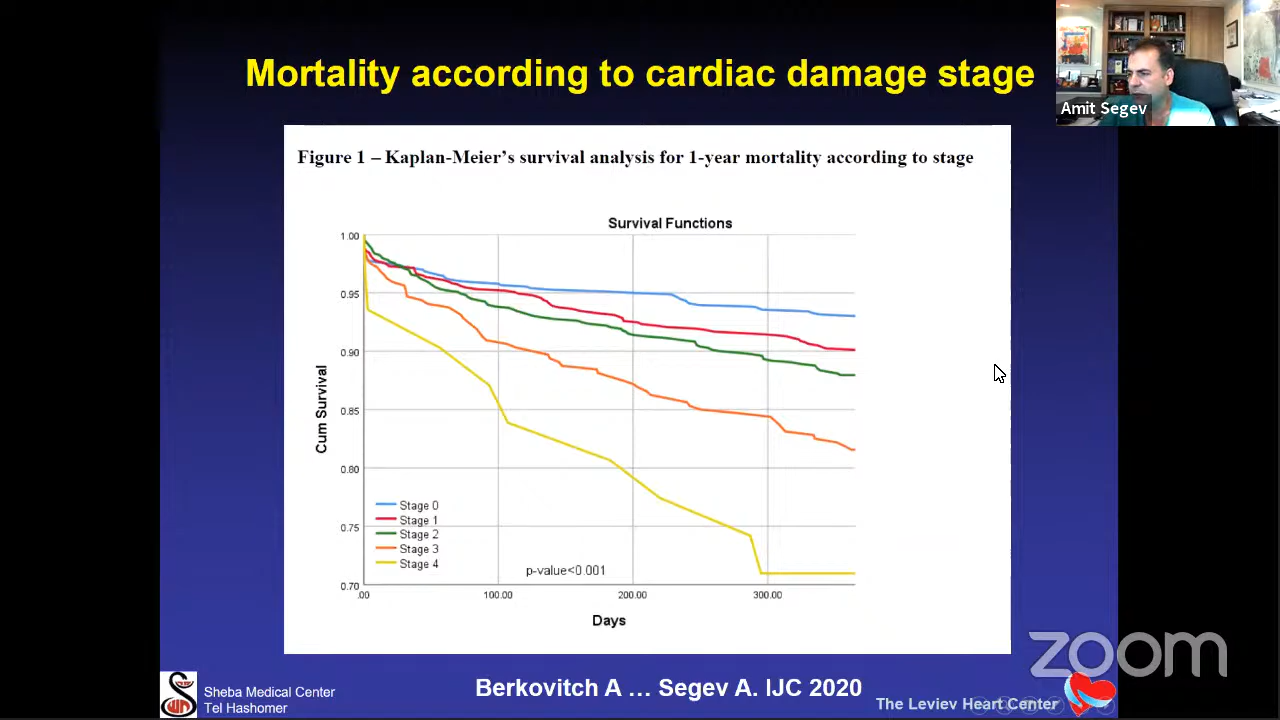 Mortality according to cardiac damage stage
Amit Segev
Figure 1 – Kaplan-Meier’s survival analysis for 1-year mortality according to stage
Survival Functions
1.00
0.95
0.90
0.85
0.80
0.75
0.70
Cum Survival
Stage 0
Stage 1
Stage 2
Stage 3
Stage 4
p-value<0.001
.00
100.00
200.00
300.00
Days
zoom
Sheba Medical Center
Tel Hashomer
Berkovitch A … Segev A. IJC 2020
The Leviev Heart Center